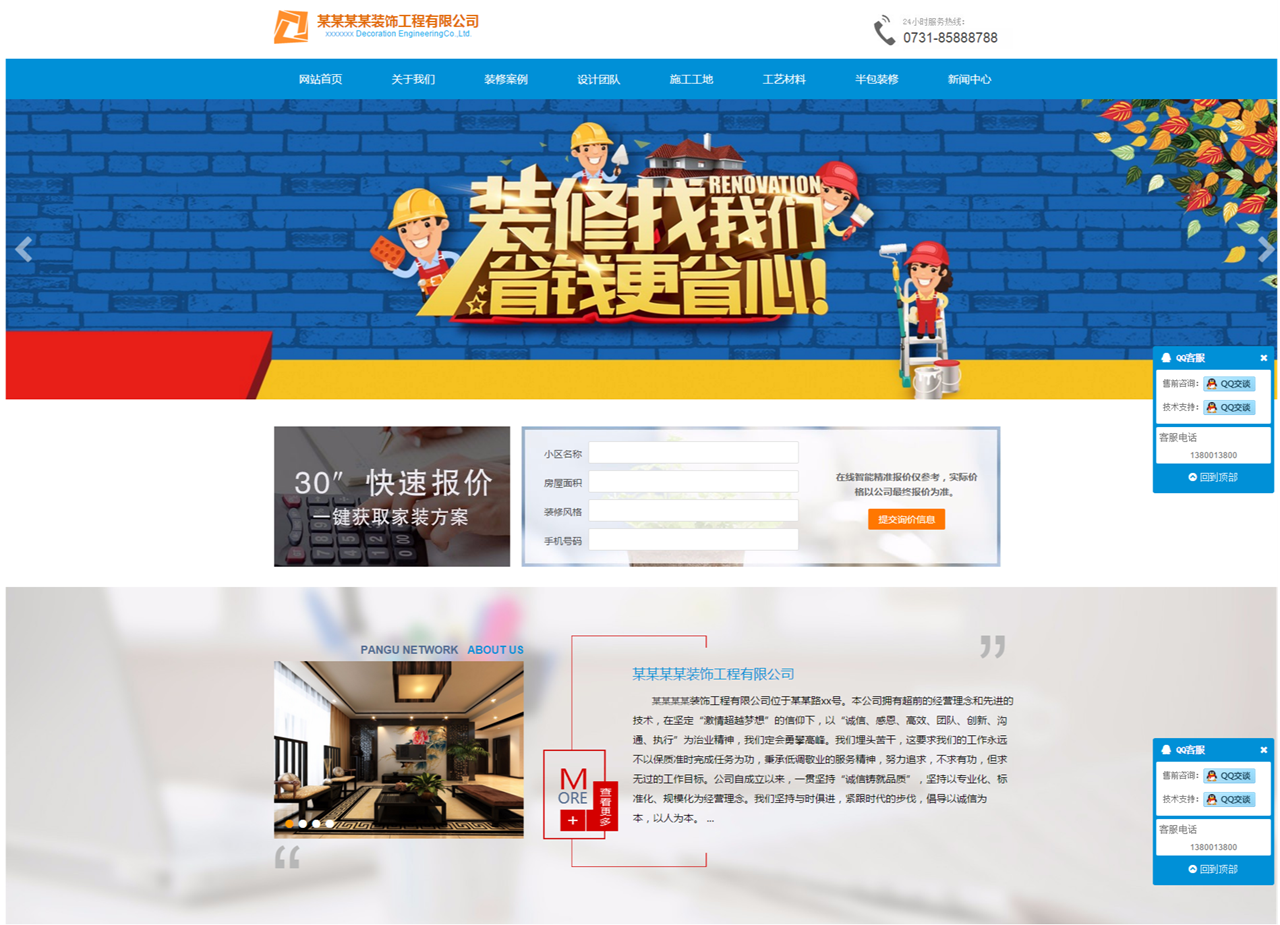 某某某某装饰工程有限公司
xxxxxxx Decoration EngineeringCo.,Ltd.
24小时服务热线:
0731-85888788
网站首页 关于我们 装修案例 设计团队 施工工地 工艺材料 半包装修 新闻中心
RENOVATION
装修找我们
省钱更省心!
QQ客服
售前咨询: QQ交谈
技术支持: QQ交谈
客服电话
1380013800
回到顶部
30″ 快速报价
一键获取家装方案
小区名称
房屋面积
装修风格
手机号码
在线智能精准报价仅参考，实际价
格以公司最终报价为准。
提交询价信息
PANGU NETWORK ABOUT US
MORE
+
查看更多
某某某某装饰工程有限公司
某某某某装饰工程有限公司位于某某路xx号。本公司拥有超前的经营理念和先进的
技术，在坚定“激情超越梦想”的信仰下，以“诚信、感恩、高效、团队、创新、沟
通、执行”为治业精神，我们定会勇攀高峰。我们埋头苦干，这要求我们的工作永远
不以保质准时完成任务为功，秉承低调敬业的服务精神，努力追求，不求有功，但求
无过的工作目标。公司自成立以来，一贯坚持“诚信铸就品质”，坚持以专业化、标
准化、规模化为经营理念。我们坚持与时俱进，紧跟时代的步伐，倡导以诚信为
本，以人为本。 ...
QQ客服
售前咨询: QQ交谈
技术支持: QQ交谈
客服电话
1380013800
回到顶部